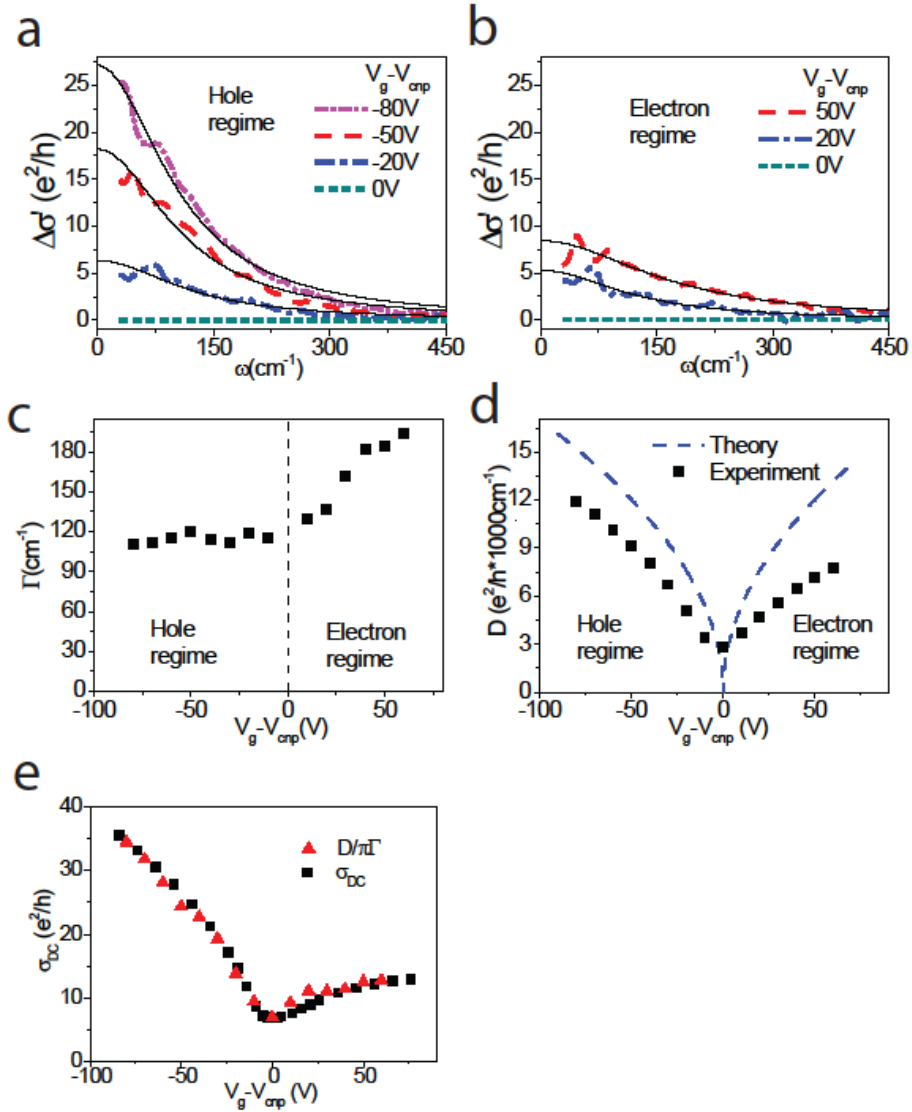 a
Δσ' (e²/h)
25
20
15
10
5
0
Hole
regime
Vg-Vcnp
-80V
-50V
-20V
0V
0 150 300 450
ω(cm⁻¹)
b
Δσ' (e²/h)
25
20
15
10
5
0
Electron
regime
Vg-Vcnp
50V
20V
0V
0 150 300 450
ω(cm⁻¹)
c
Γ(cm⁻¹)
180
150
120
90
60
30
0
Hole
regime
Electron
regime
-100 -50 0 50
Vg-Vcnp(V)
d
D (e²/h*1000cm⁻¹)
15
12
9
6
3
0
Theory
Experiment
Hole
regime
Electron
regime
-100 -50 0 50
Vg-Vcnp (V)
e
σDC (e²/h)
40
30
20
10
0
D/πΓ
σDC
-100 -50 0 50
Vg-Vcnp (V)